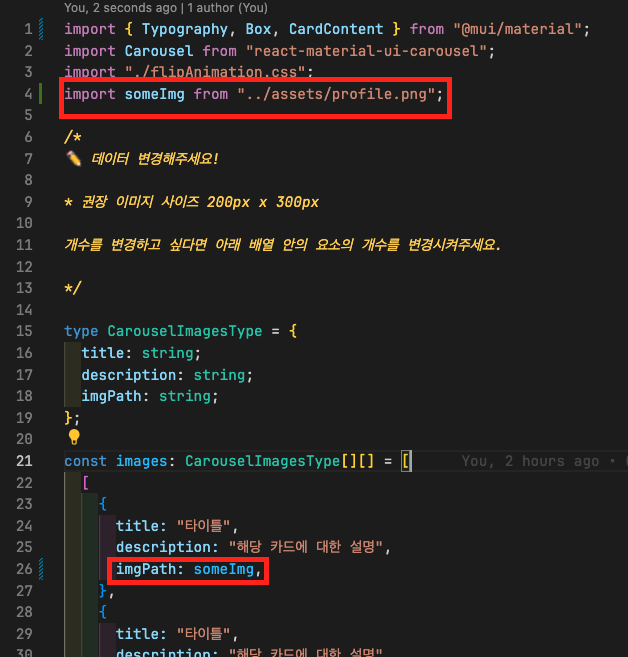 You, 2 seconds ago | 1 author (You)
1 import { Typography, Box, CardContent } from "@mui/material";
2 import Carousel from "react-material-ui-carousel";
3 import "./flipAnimation.css";
4 import someImg from "../assets/profile.png";
5
6 /*
7 ✏️ 데이터 변경해주세요!
8
9 * 권장 이미지 사이즈 200px x 300px
10
11 개수를 변경하고 싶다면 아래 배열 안의 요소의 개수를 변경시켜주세요.
12
13 */
14
15 type CarouselImagesType = {
16 title: string;
17 description: string;
18 imgPath: string;
19 };
20
21 const images: CarouselImagesType[][] = [ You, 2 hours ago •
22 [
23 {
24 title: "타이틀",
25 description: "해당 카드에 대한 설명",
26 imgPath: someImg,
27 },
28 {
29 title: "타이틀",
30 description: "해당 카드에 대한 설명"